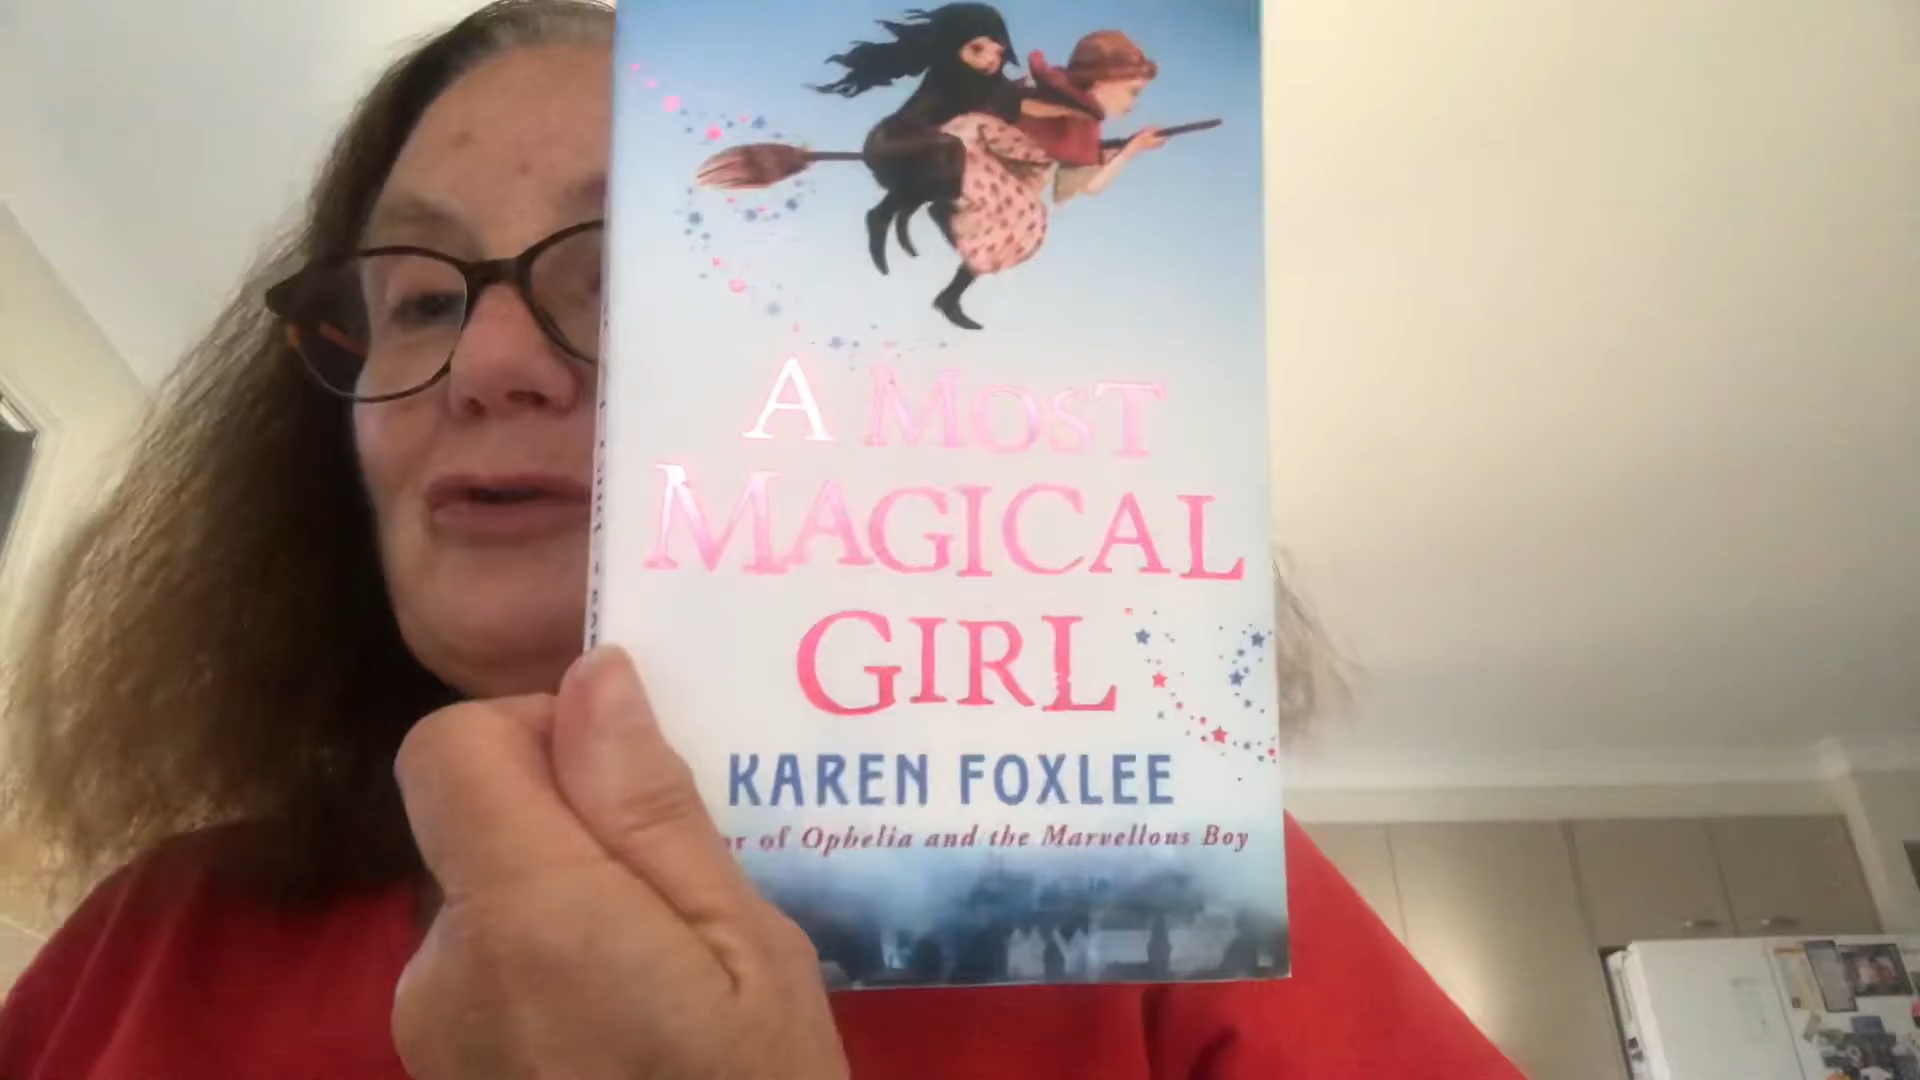 A MOST
MAGICAL
GIRL
KAREN FOXLEE
of Ophelia and the Marvellous Boy